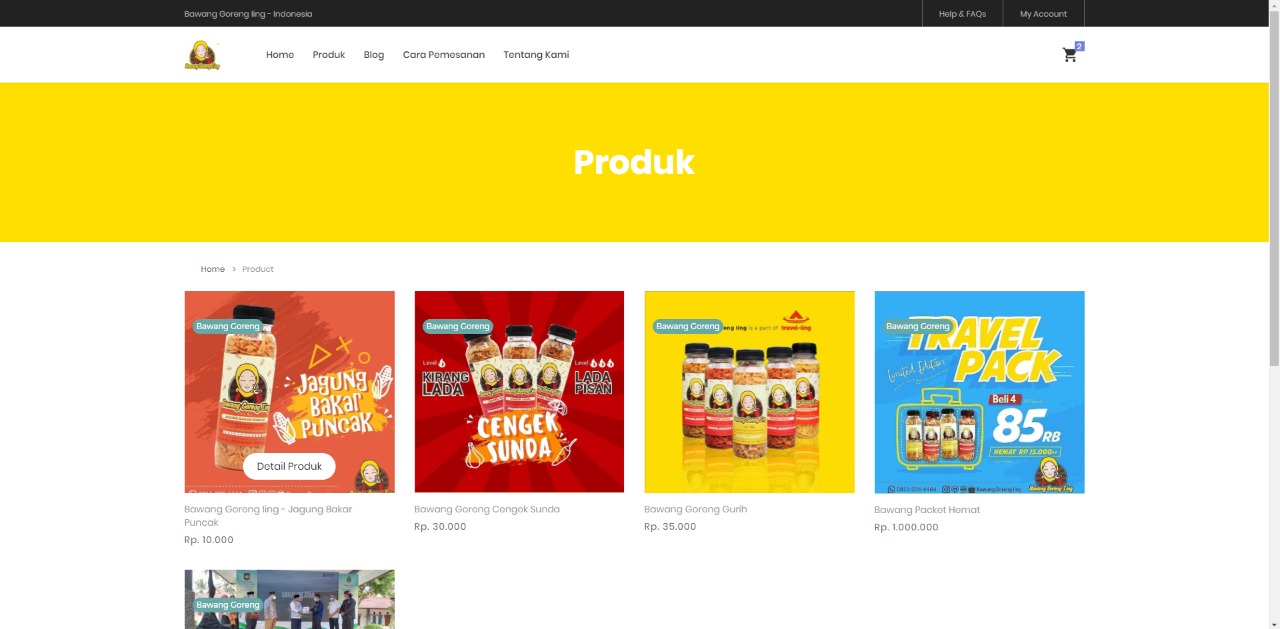 Bawang Goreng Iing - Indonesia
Help & FAQs
My Account
Home
Produk
Blog
Cara Pemesanan
Tentang Kami
2
Produk
Home > Product
Bawang Goreng
JAGUNG
BAKAR
PUNCAK
Detail Produk
Bawang Goreng Iing - Jagung Bakar
Puncak
Rp. 10.000
Bawang Goreng
Level
KIRANG
LADA
Level
LADA
PISAN
CENGEK
SUNDA
Bawang Goreng Cengek Sunda
Rp. 30.000
Bawang Goreng
eng Iing is a part of travel-iing
Bawang Goreng Gurih
Rp. 35.000
Bawang Goreng
TRAVEL
PACK
Limited Edition
Beli 4
85RB
HEMAT RP 15.000
Bawang Goreng Iing
Bawang Packet Hemat
Rp. 1.000.000
Bawang Goreng